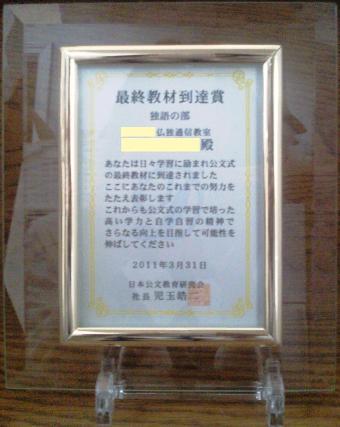 最終教材到達賞
独語の部
仏独通信教室
殿
あなたは日々学習に励まれ公文式
の最終教材に到達されました
ここにあなたのこれまでの努力を
たたえ表彰します
これからも公文式の学習で培った
高い学力と自学自習の精神で
さらなる向上を目指して可能性を
伸ばしてください
2011年3月31日
日本公文教育研究会
社長 児玉皓二